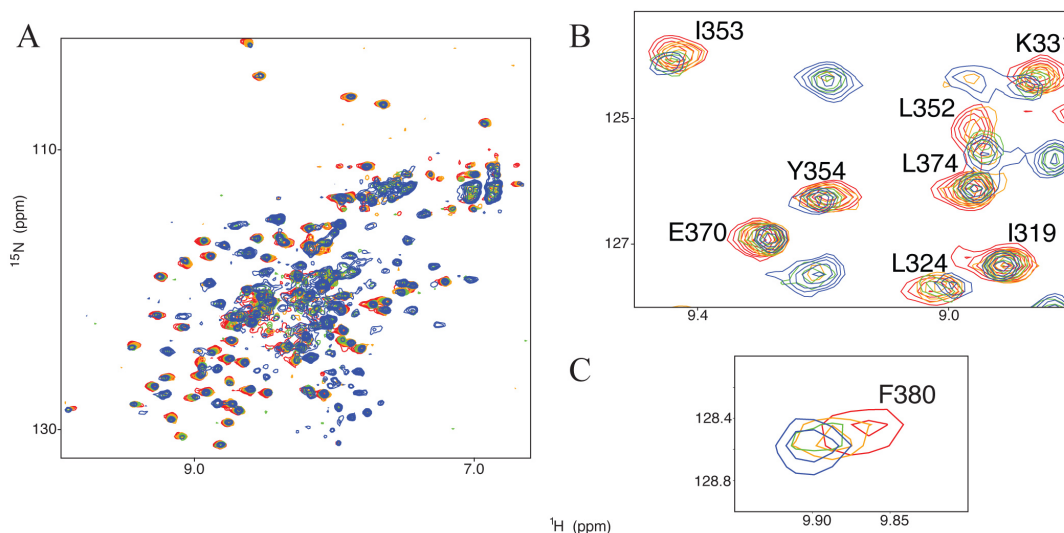 A
110
130
¹⁵N (ppm)
9.0
7.0
B
I353
K331
L352
L374
Y354
E370
I319
L324
125
127
9.4
9.0
C
F380
128.4
128.8
9.90
9.85
¹H (ppm)